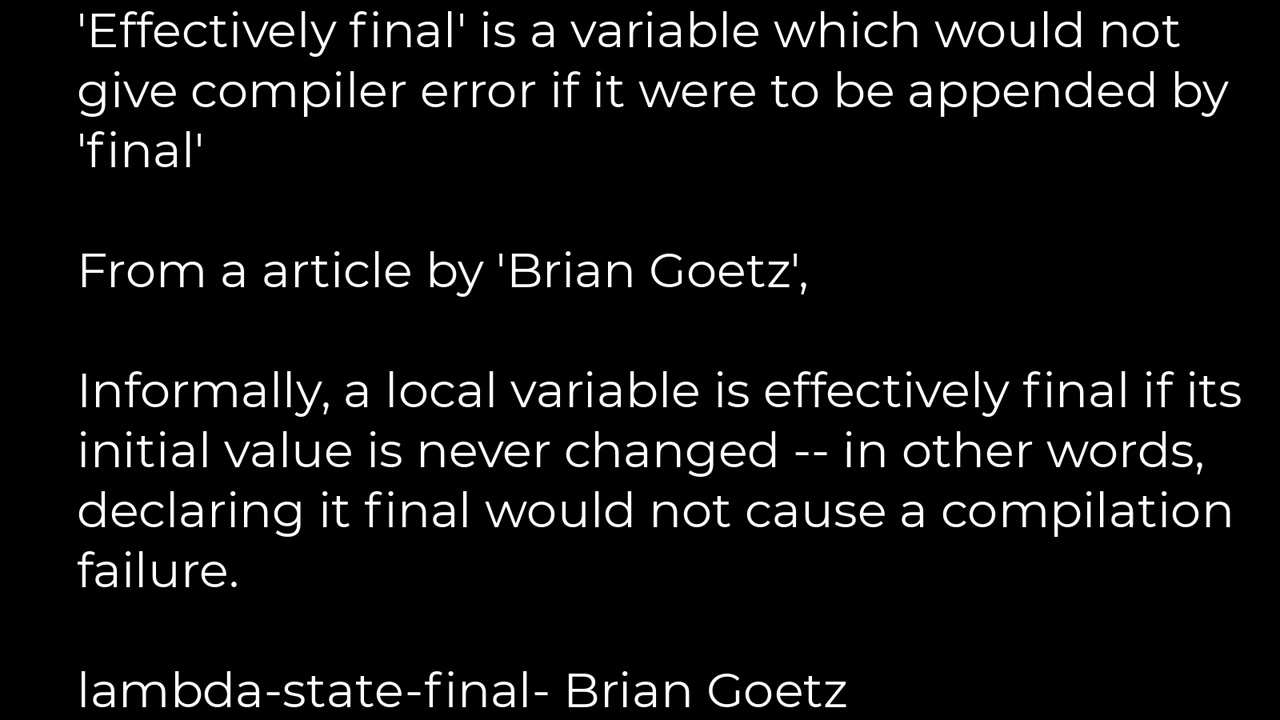 'Effectively final' is a variable which would not
give compiler error if it were to be appended by
'final'
From a article by 'Brian Goetz',
Informally, a local variable is effectively final if its
initial value is never changed -- in other words,
declaring it final would not cause a compilation
failure.
lambda-state-final- Brian Goetz